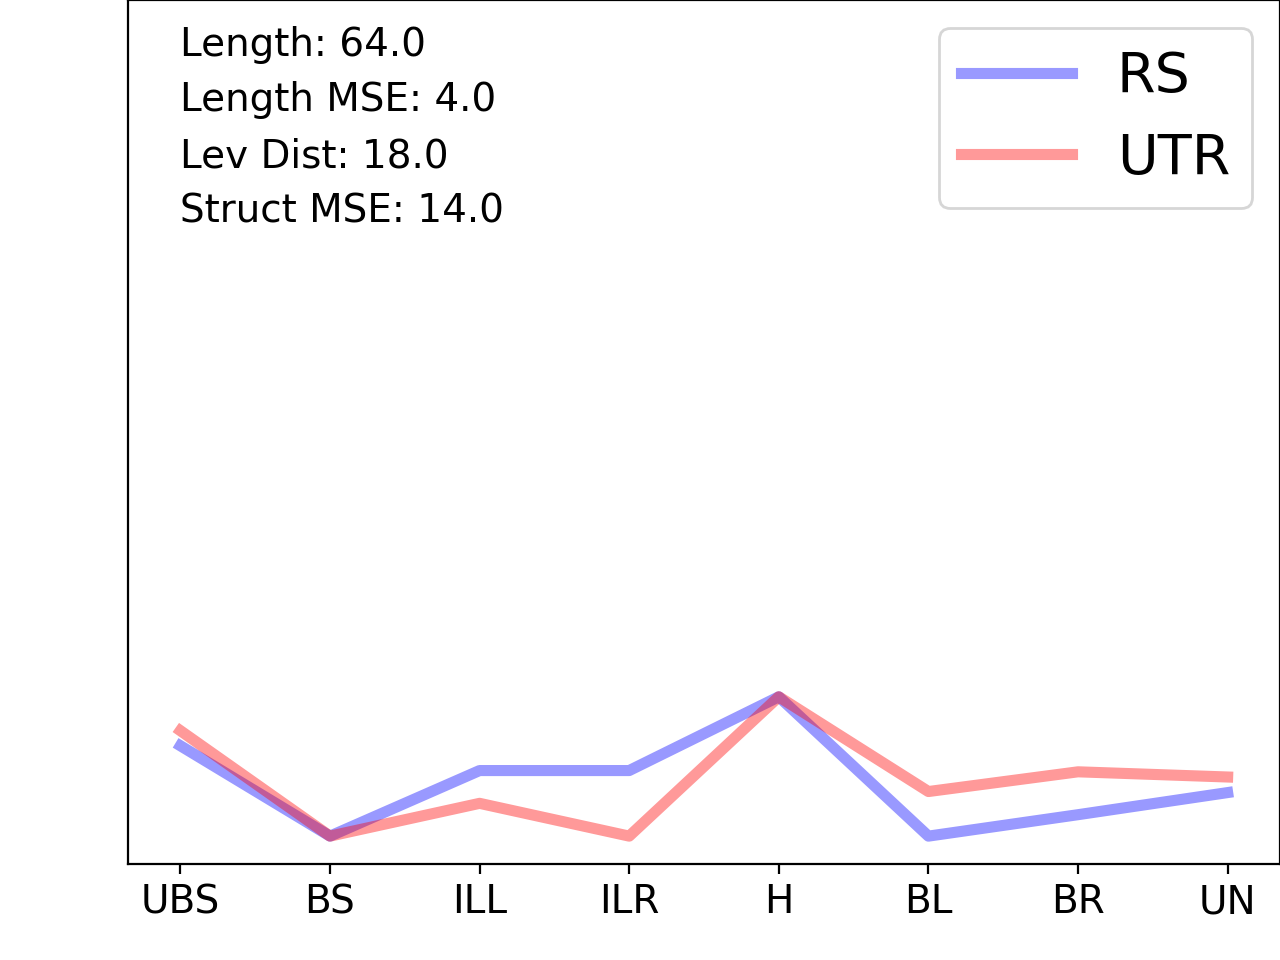 Length: 64.0
Length MSE: 4.0
Lev Dist: 18.0
Struct MSE: 14.0
RS
UTR
UBS BS ILL ILR H BL BR UN